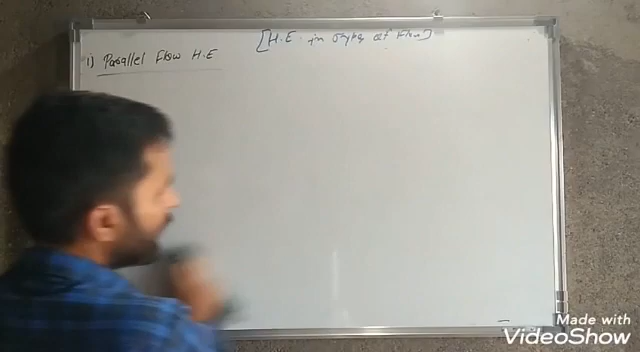 [H.E. in Types of Flow]
1) Parallel Flow H.E
Made with
VideoShow